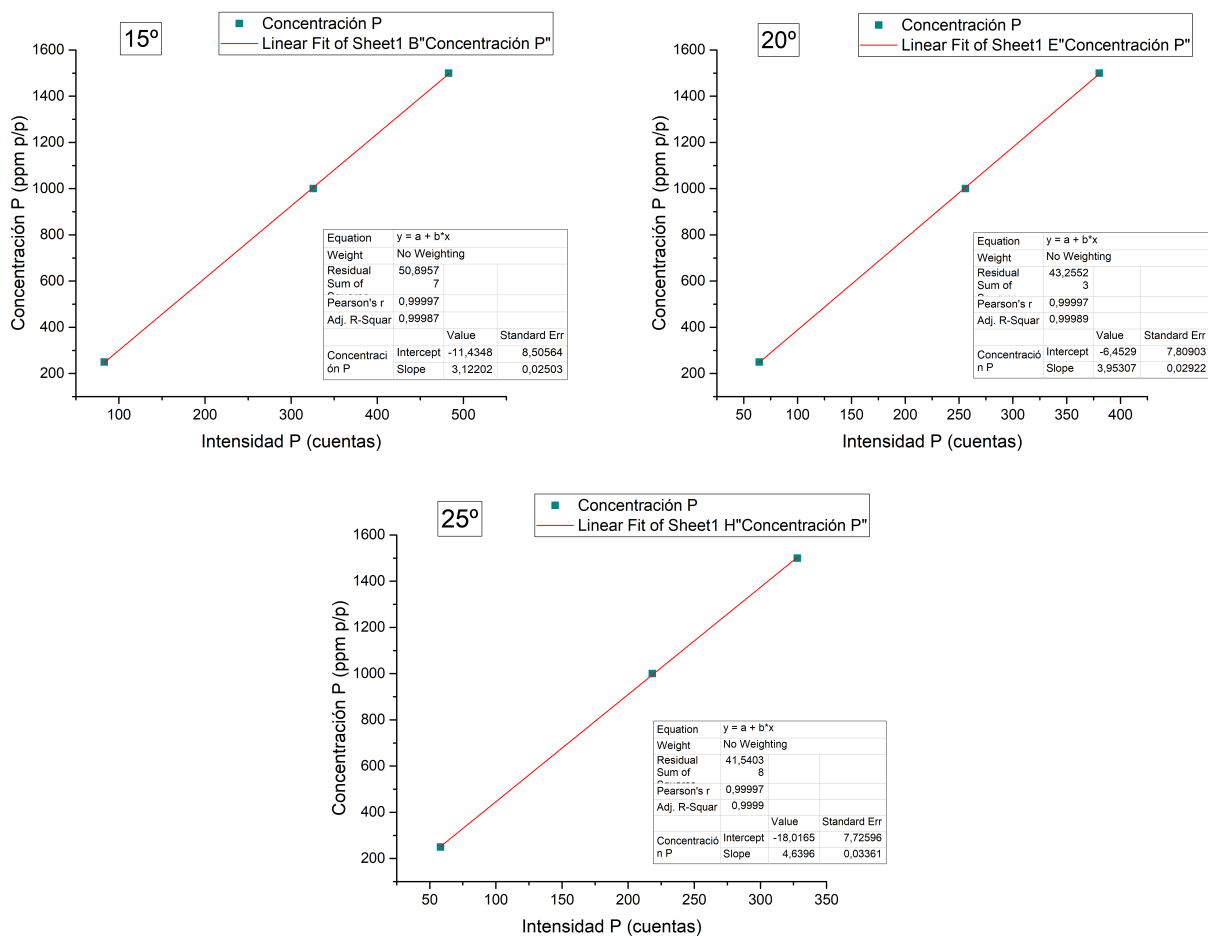 15º
Concentración P
Linear Fit of Sheet1 B"Concentración P"
1600
1400
1200
1000
800
600
400
200
100
200
300
400
500
Concentración P (ppm p/p)
Intensidad P (cuentas)
Equation y = a + b*x
Weight No Weighting
Residual 50,8957
Sum of 7
Pearson's r 0,99997
Adj. R-Squar 0,99987
Value Standard Err
Concentraci Intercept -11,4348 8,50564
ón P Slope 3,12202 0,02503
20º
Concentración P
Linear Fit of Sheet1 E"Concentración P"
1600
1400
1200
1000
800
600
400
200
50
100
150
200
250
300
350
400
Concentración P (ppm p/p)
Intensidad P (cuentas)
Equation y = a + b*x
Weight No Weighting
Residual 43,2552
Sum of 3
Pearson's r 0,99997
Adj. R-Squar 0,99989
Value Standard Err
Concentració Intercept -6,4529 7,80903
n P Slope 3,95307 0,02922
25º
Concentración P
Linear Fit of Sheet1 H"Concentración P"
1600
1400
1200
1000
800
600
400
200
50
100
150
200
250
300
350
Concentración P (ppm p/p)
Intensidad P (cuentas)
Equation y = a + b*x
Weight No Weighting
Residual 41,5403
Sum of 8
Pearson's r 0,99997
Adj. R-Squar 0,9999
Value Standard Err
Concentració Intercept -18,0165 7,72596
n P Slope 4,6396 0,03361